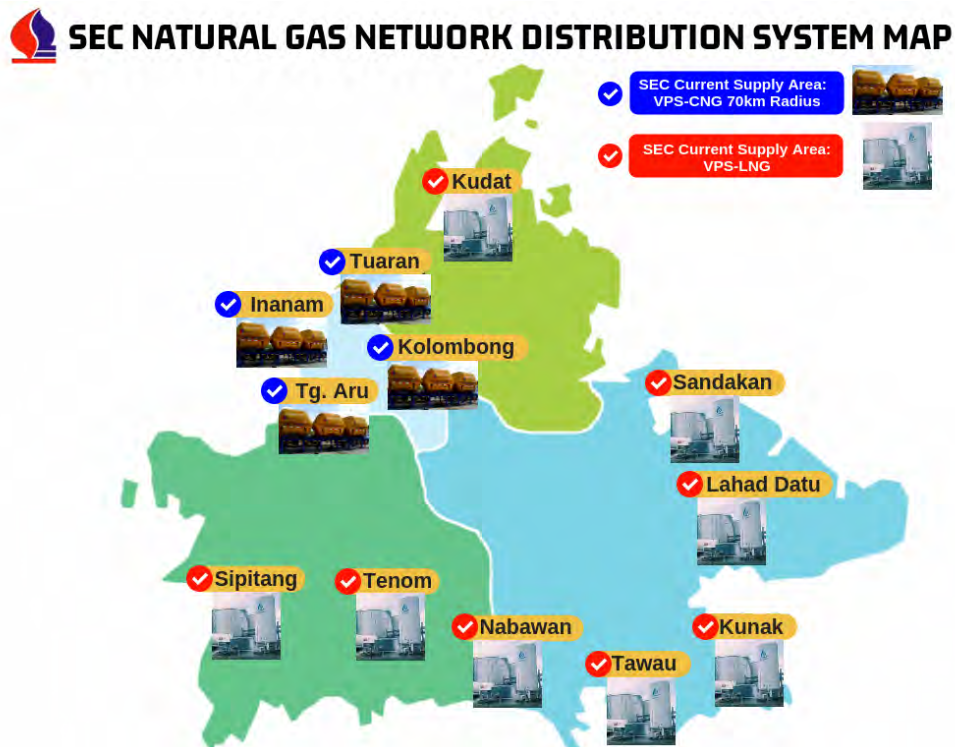 SEC NATURAL GAS NETWORK DISTRIBUTION SYSTEM MAP
SEC Current Supply Area:
VPS-CNG 70km Radius
SEC Current Supply Area:
VPS-LNG
Kudat
Tuaran
Inanam
Kolombong
Tg. Aru
Sandakan
Lahad Datu
Sipitang
Tenom
Nabawan
Kunak
Tawau